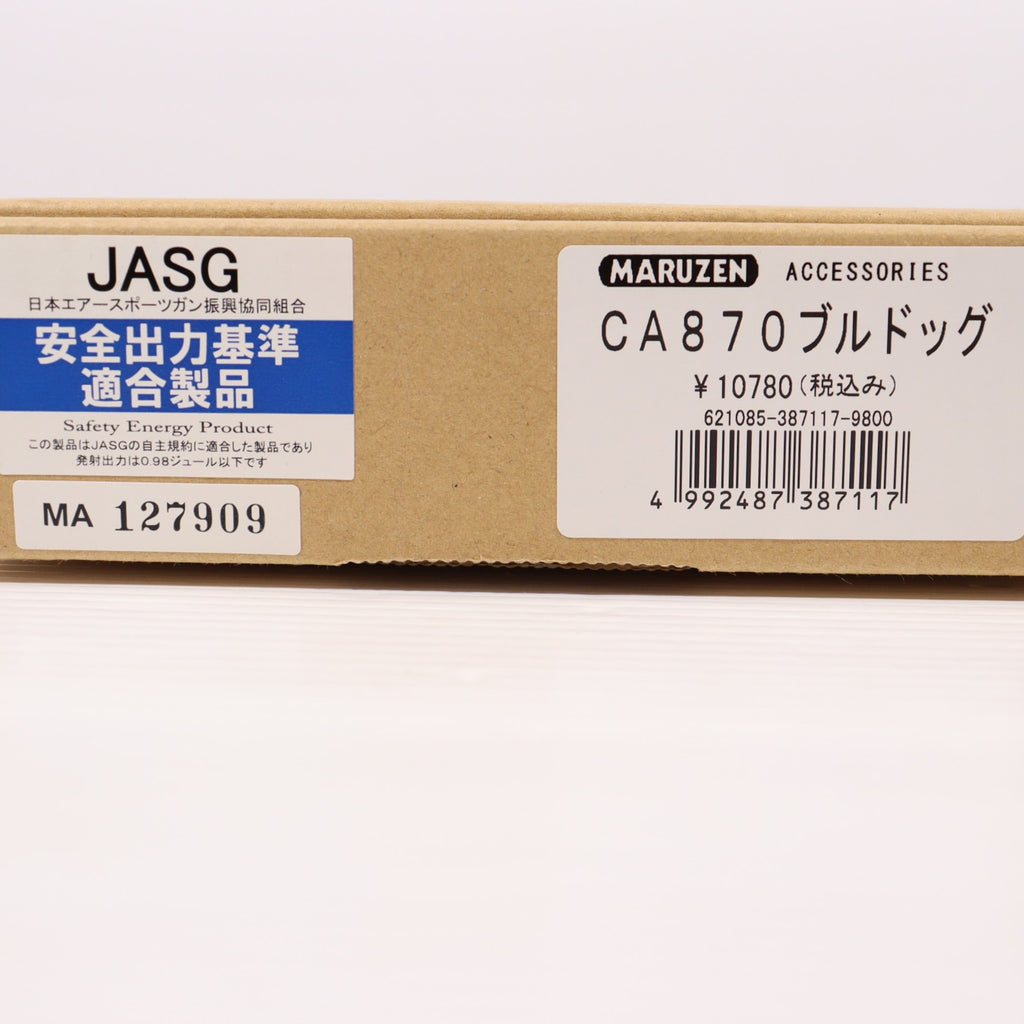 JASG
日本エアースポーツガン振興協同組合
安全出力基準
適合製品
Safety Energy Product
この製品はJASGの自主規約に適合した製品であり
発射出力は0.98ジュール以下です
MA 127909
MARUZEN ACCESSORIES
CA870ブルドッグ
¥10780(税込み)
621085-387117-9800
4 992487 387117